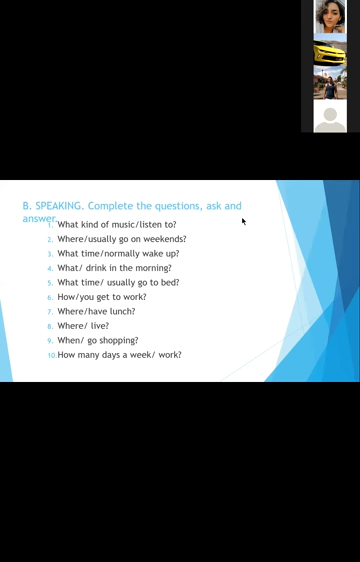 B. SPEAKING. Complete the questions, ask and
answer.
1. What kind of music/listen to?
2. Where/usually go on weekends?
3. What time/normally wake up?
4. What/ drink in the morning?
5. What time/ usually go to bed?
6. How/you get to work?
7. Where/have lunch?
8. Where/ live?
9. When/ go shopping?
10. How many days a week/ work?